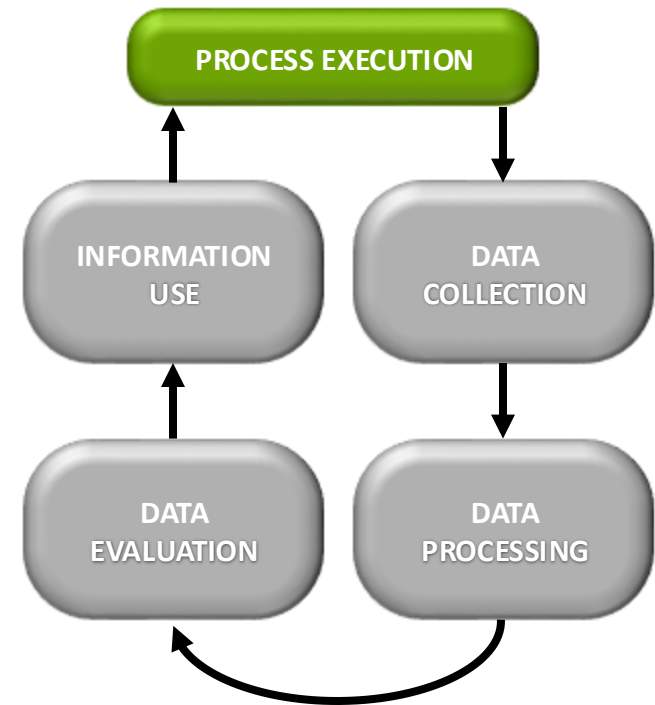 PROCESS EXECUTION
INFORMATION
USE
DATA
COLLECTION
DATA
EVALUATION
DATA
PROCESSING